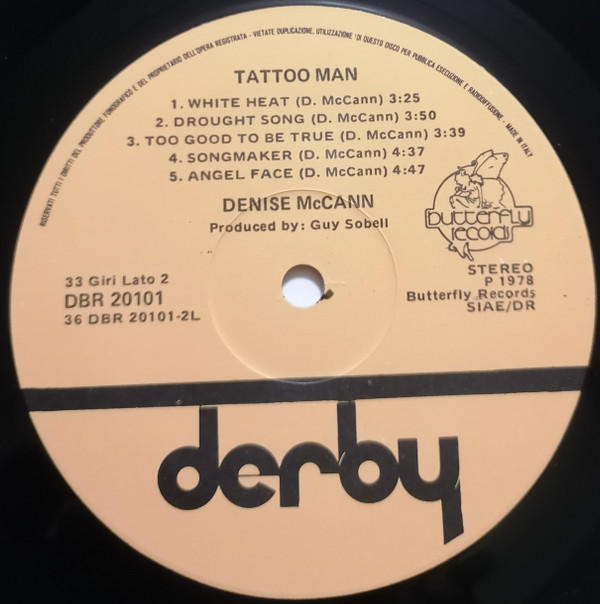 RISERVATI TUTTI I DIRITTI DEL PRODUTTORE FONOGRAFICO E DEL PROPRIETARIO DELL'OPERA REGISTRATA - VIETATE DUPLICAZIONE, UTILIZZAZIONE DI QUESTO DISCO PER PUBBLICA ESECUZIONE E RADIODIFFUSIONE - MADE IN ITALY
TATTOO MAN
1. WHITE HEAT (D. McCANN) 3:25
2. DROUGHT SONG (D. McCann) 3:50
3. TOO GOOD TO BE TRUE (D. McCann) 3:39
4. SONGMAKER (D. McCann) 4:37
5. ANGEL FACE (D. McCann) 4:47
DENISE McCANN
Produced by: Guy Sobell
butterfly
records
33 Giri Lato 2
DBR 20101
36 DBR 20101-2L
STEREO
P 1978
Butterfly Records
SIAE/DR
derby